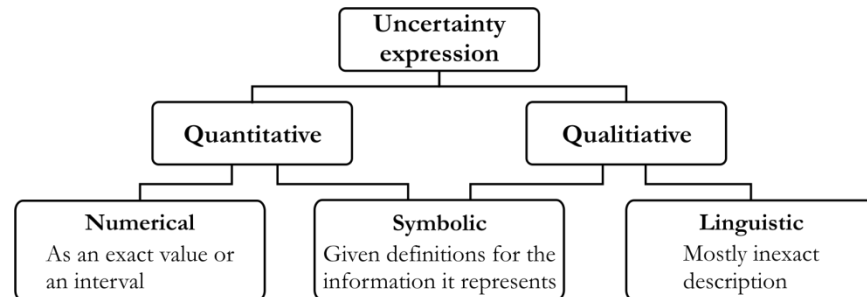 Uncertainty
expression
Quantitative
Qualitiative
Numerical
As an exact value or
an interval
Symbolic
Given definitions for the
information it represents
Linguistic
Mostly inexact
description